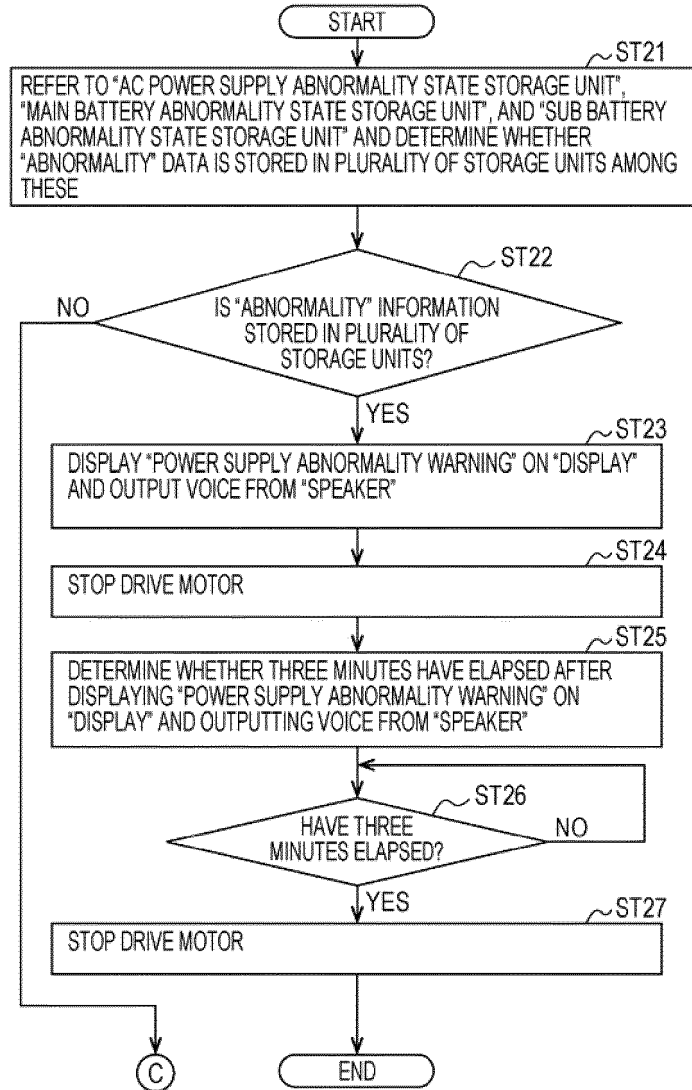 START
ST21
REFER TO "AC POWER SUPPLY ABNORMALITY STATE STORAGE UNIT",
"MAIN BATTERY ABNORMALITY STATE STORAGE UNIT", AND "SUB BATTERY
ABNORMALITY STATE STORAGE UNIT" AND DETERMINE WHETHER
"ABNORMALITY" DATA IS STORED IN PLURALITY OF STORAGE UNITS AMONG
THESE
ST22
NO
IS "ABNORMALITY" INFORMATION
STORED IN PLURALITY OF
STORAGE UNITS?
YES
ST23
DISPLAY "POWER SUPPLY ABNORMALITY WARNING" ON "DISPLAY"
AND OUTPUT VOICE FROM "SPEAKER"
ST24
STOP DRIVE MOTOR
ST25
DETERMINE WHETHER THREE MINUTES HAVE ELAPSED AFTER
DISPLAYING "POWER SUPPLY ABNORMALITY WARNING" ON
"DISPLAY" AND OUTPUTTING VOICE FROM "SPEAKER"
ST26
HAVE THREE
MINUTES ELAPSED?
NO
YES
ST27
STOP DRIVE MOTOR
C
END